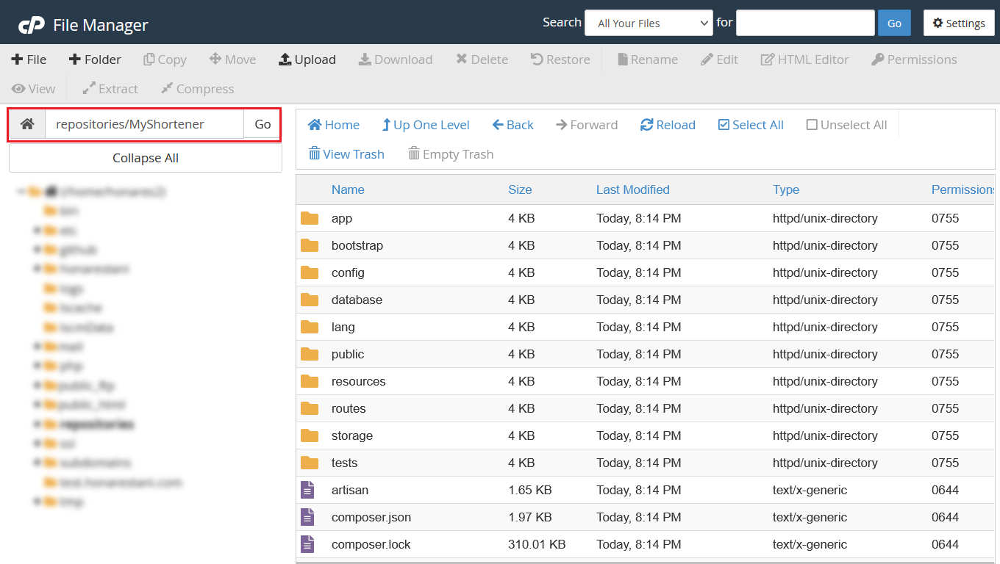 cP File Manager Search All Your Files for Go Settings
File Folder Copy Move Upload Download Delete Restore Rename Edit HTML Editor Permissions
View Extract Compress
repositories/MyShortener Go
Collapse All
bin
etc
github
logs
mail
php
public_ftp
public_html
repositories
ssl
subdomains
tmp
Home Up One Level Back Forward Reload Select All Unselect All
View Trash Empty Trash
Name Size Last Modified Type Permissions
app 4 KB Today, 8:14 PM httpd/unix-directory 0755
bootstrap 4 KB Today, 8:14 PM httpd/unix-directory 0755
config 4 KB Today, 8:14 PM httpd/unix-directory 0755
database 4 KB Today, 8:14 PM httpd/unix-directory 0755
lang 4 KB Today, 8:14 PM httpd/unix-directory 0755
public 4 KB Today, 8:14 PM httpd/unix-directory 0755
resources 4 KB Today, 8:14 PM httpd/unix-directory 0755
routes 4 KB Today, 8:14 PM httpd/unix-directory 0755
storage 4 KB Today, 8:14 PM httpd/unix-directory 0755
tests 4 KB Today, 8:14 PM httpd/unix-directory 0755
artisan 1.65 KB Today, 8:14 PM text/x-generic 0644
composer.json 1.97 KB Today, 8:14 PM text/x-generic 0644
composer.lock 310.01 KB Today, 8:14 PM text/x-generic 0644